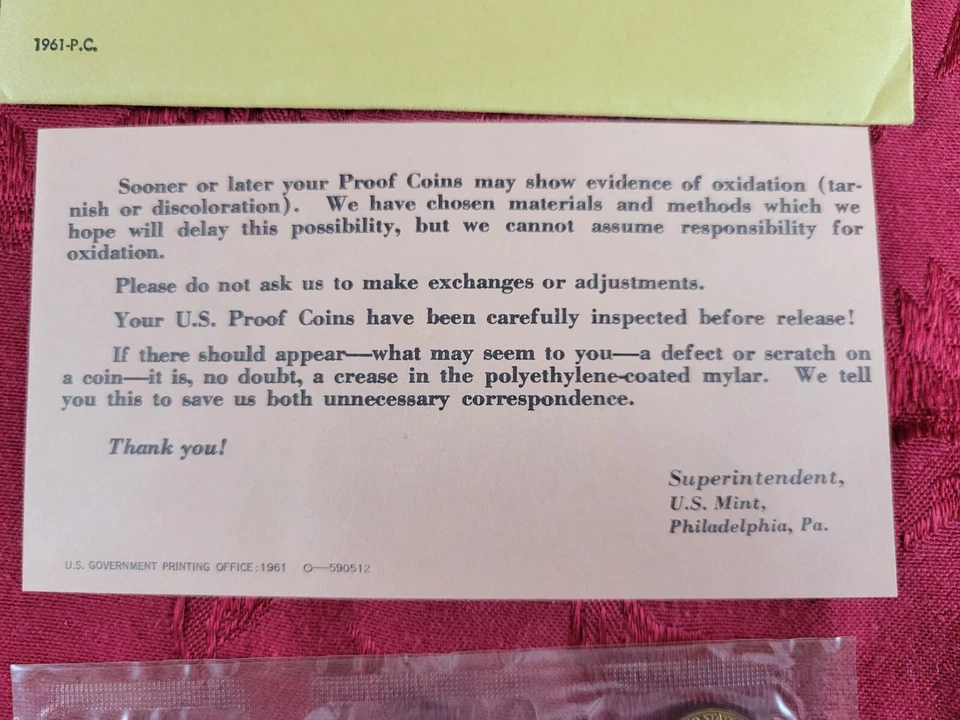 1961-P.C.
Sooner or later your Proof Coins may show evidence of oxidation (tar-
nish or discoloration). We have chosen materials and methods which we
hope will delay this possibility, but we cannot assume responsibility for
oxidation.
Please do not ask us to make exchanges or adjustments.
Your U.S. Proof Coins have been carefully inspected before release!
If there should appear—what may seem to you—a defect or scratch on
a coin—it is, no doubt, a crease in the polyethylene-coated mylar. We tell
you this to save us both unnecessary correspondence.
Thank you!
Superintendent,
U.S. Mint,
Philadelphia, Pa.
U.S. GOVERNMENT PRINTING OFFICE: 1961 O—590512